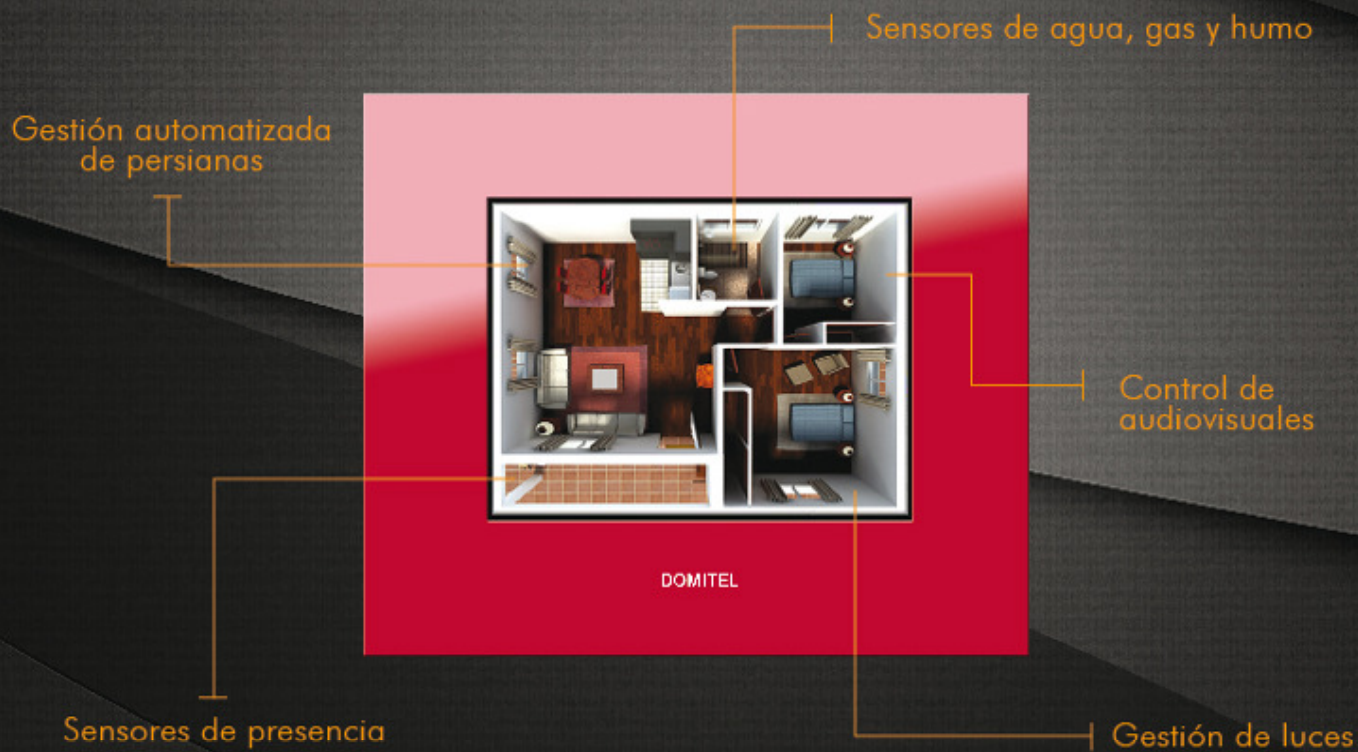 Sensores de agua, gas y humo
Gestión automatizada
de persianas
Control de
audiovisuales
DOMITEL
Sensores de presencia
Gestión de luces